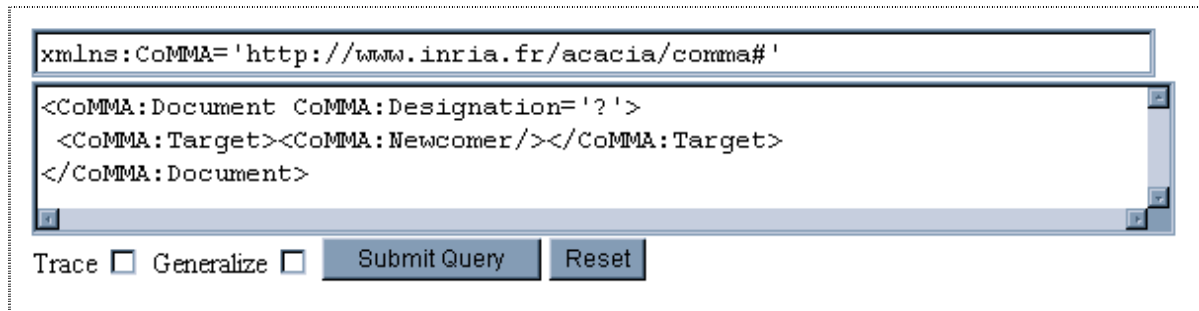 xmlns:CoMMA='http://www.inria.fr/acacia/comma#'
<CoMMA:Document CoMMA:Designation='?'>
 <CoMMA:Target><CoMMA:Newcomer/></CoMMA:Target>
</CoMMA:Document>
Trace Generalize Submit Query Reset